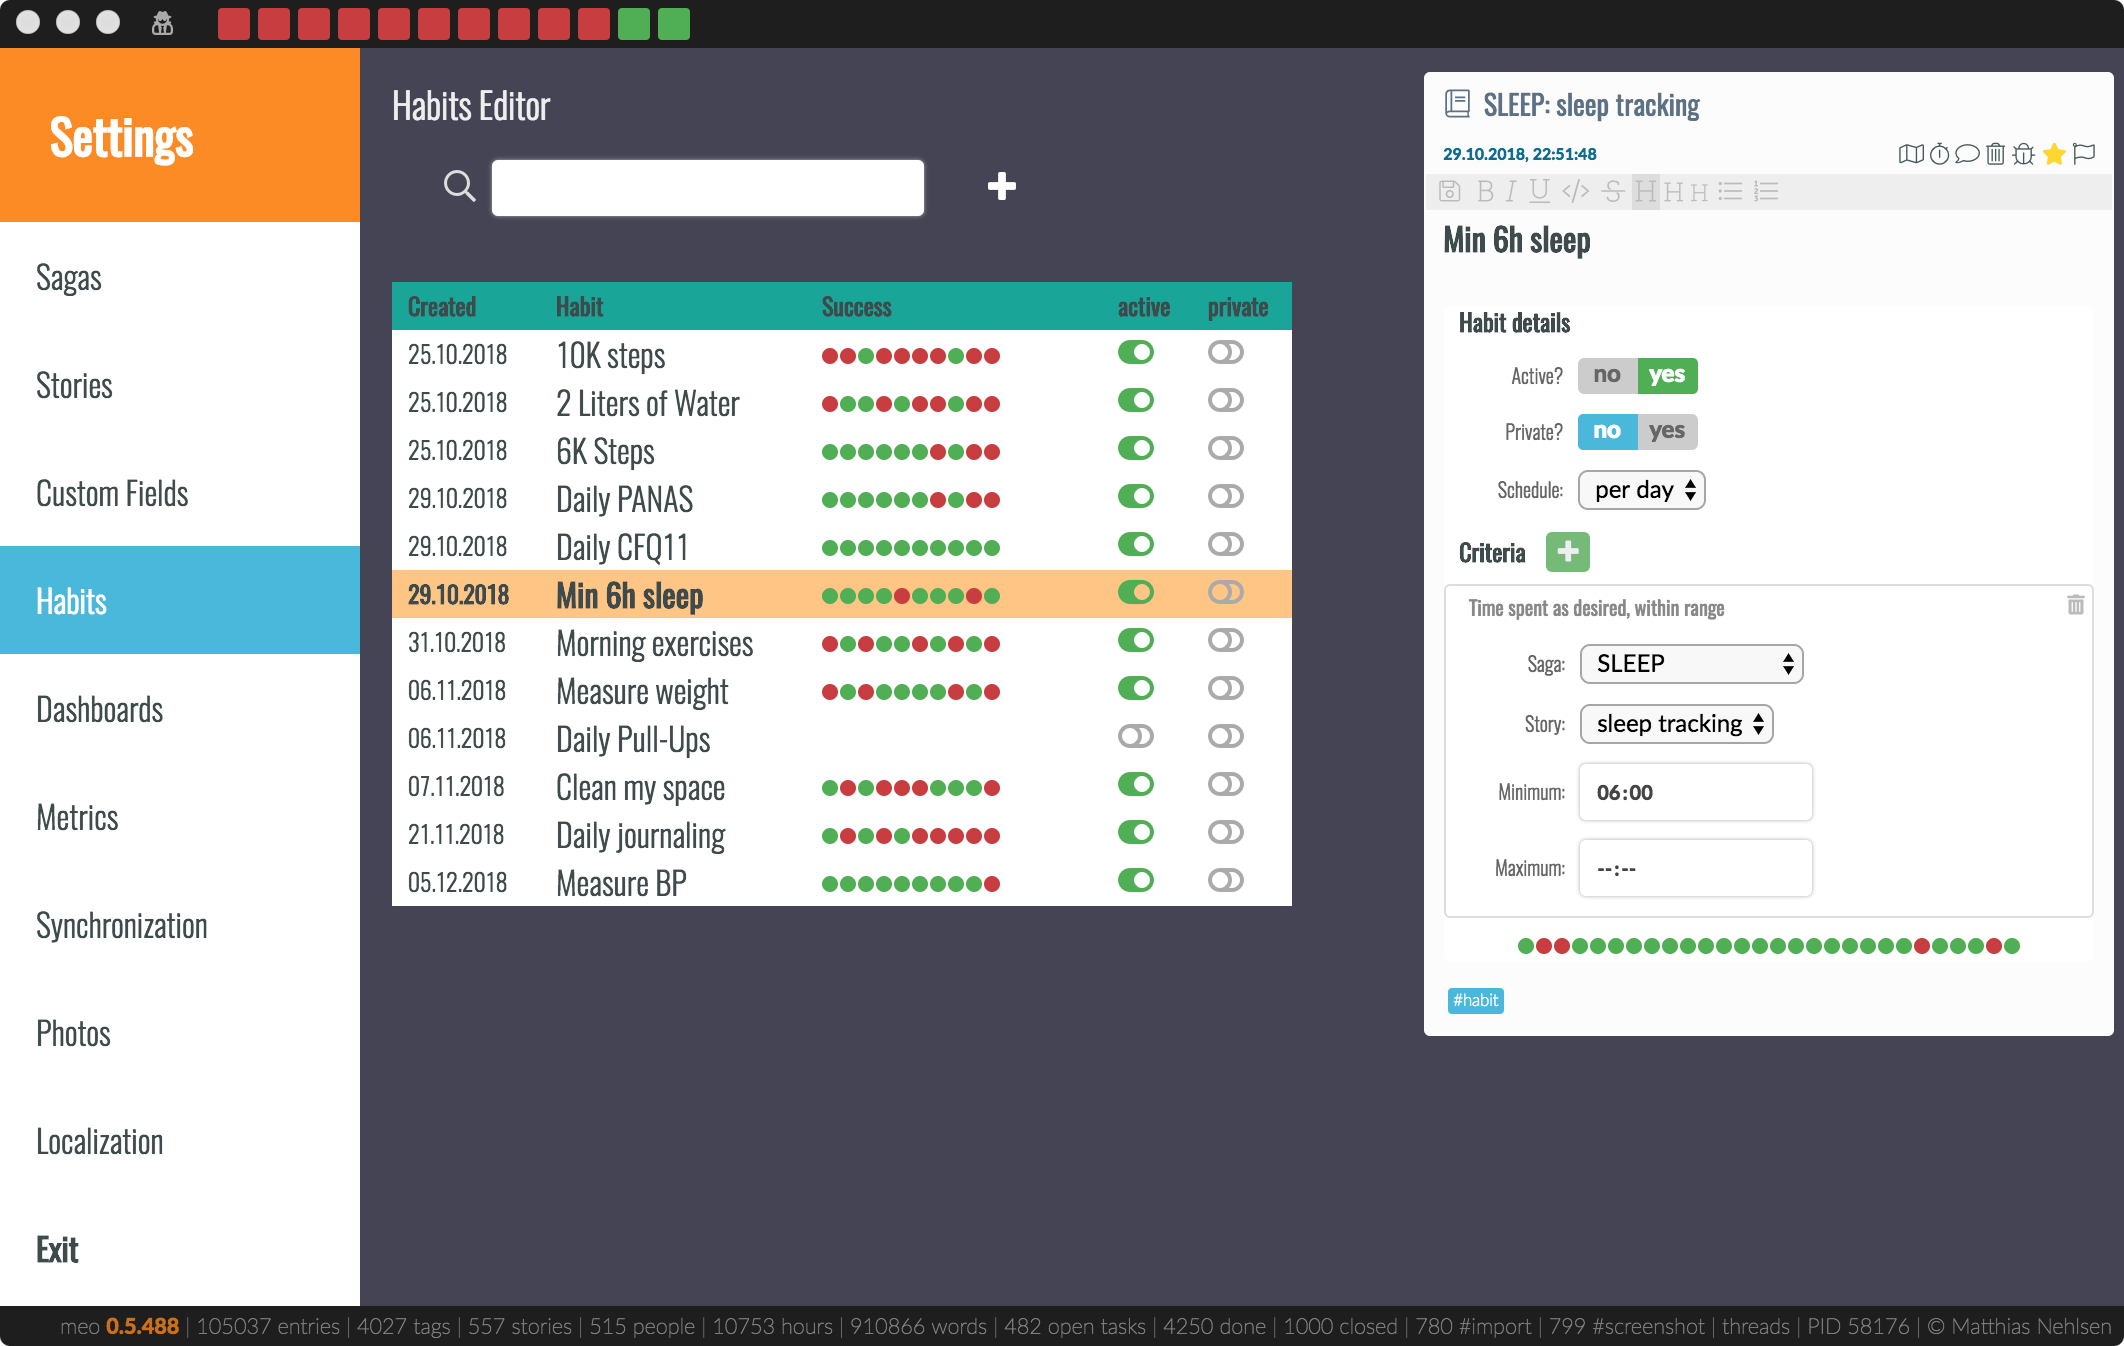 Settings
Sagas
Stories
Custom Fields
Habits
Dashboards
Metrics
Synchronization
Photos
Localization
Exit
Habits Editor
Created Habit Success active private
25.10.2018 10K steps
25.10.2018 2 Liters of Water
25.10.2018 6K Steps
29.10.2018 Daily PANAS
29.10.2018 Daily CFQ11
29.10.2018 Min 6h sleep
31.10.2018 Morning exercises
06.11.2018 Measure weight
06.11.2018 Daily Pull-Ups
07.11.2018 Clean my space
21.11.2018 Daily journaling
05.12.2018 Measure BP
SLEEP: sleep tracking
29.10.2018, 22:51:48
B I U </> S H H H
Min 6h sleep
Habit details
Active? no yes
Private? no yes
Schedule: per day
Criteria
Time spent as desired, within range
Saga: SLEEP
Story: sleep tracking
Minimum: 06:00
Maximum: --:--
#habit
meo 0.5.488 | 105037 entries | 4027 tags | 557 stories | 515 people | 10753 hours | 910866 words | 482 open tasks | 4250 done | 1000 closed | 780 #import | 799 #screenshot | threads | PID 58176 | © Matthias Nehlsen